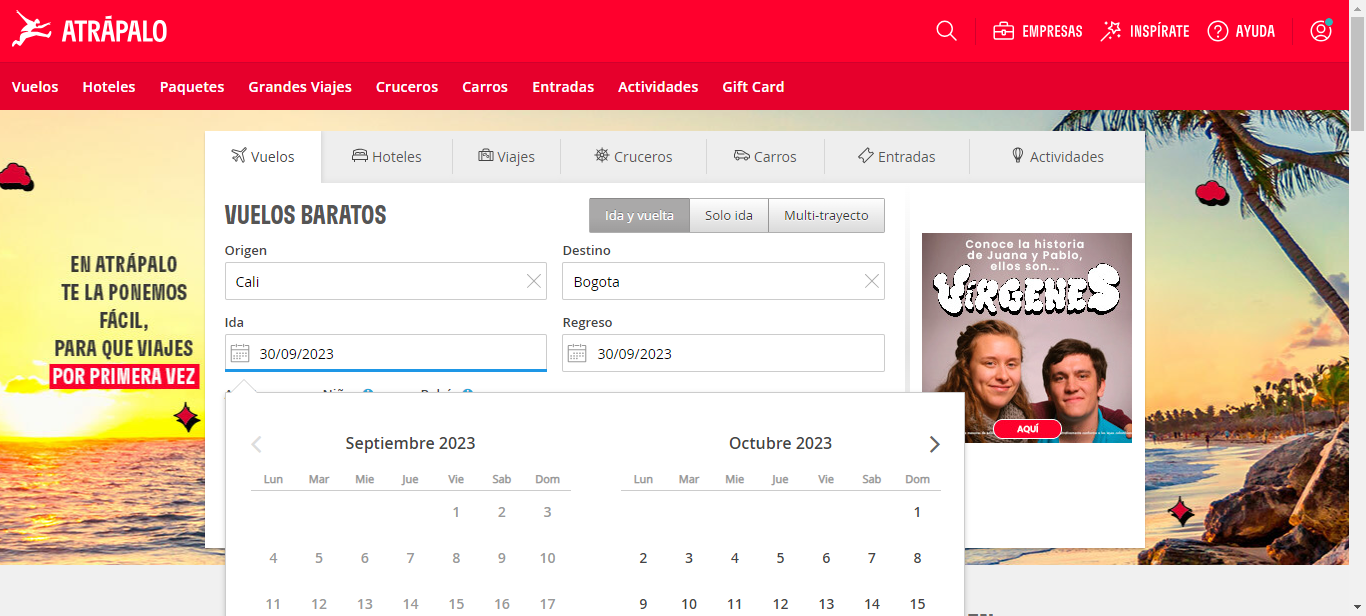 ATRÁPALO
EMPRESAS
INSPÍRATE
AYUDA
Vuelos
Hoteles
Paquetes
Grandes Viajes
Cruceros
Carros
Entradas
Actividades
Gift Card
Vuelos
Hoteles
Viajes
Cruceros
Carros
Entradas
Actividades
VUELOS BARATOS
Ida y vuelta
Solo ida
Multi-trayecto
Origen
Destino
Cali
Bogota
Ida
Regreso
30/09/2023
30/09/2023
EN ATRÁPALO
TE LA PONEMOS
FÁCIL,
PARA QUE VIAJES
POR PRIMERA VEZ
Conoce la historia
de Juana y Pablo,
ellos son...
VÍRGENES
AQUÍ
Septiembre 2023
Lun Mar Mie Jue Vie Sab Dom
1 2 3
4 5 6 7 8 9 10
11 12 13 14 15 16 17
Octubre 2023
Lun Mar Mie Jue Vie Sab Dom
1
2 3 4 5 6 7 8
9 10 11 12 13 14 15